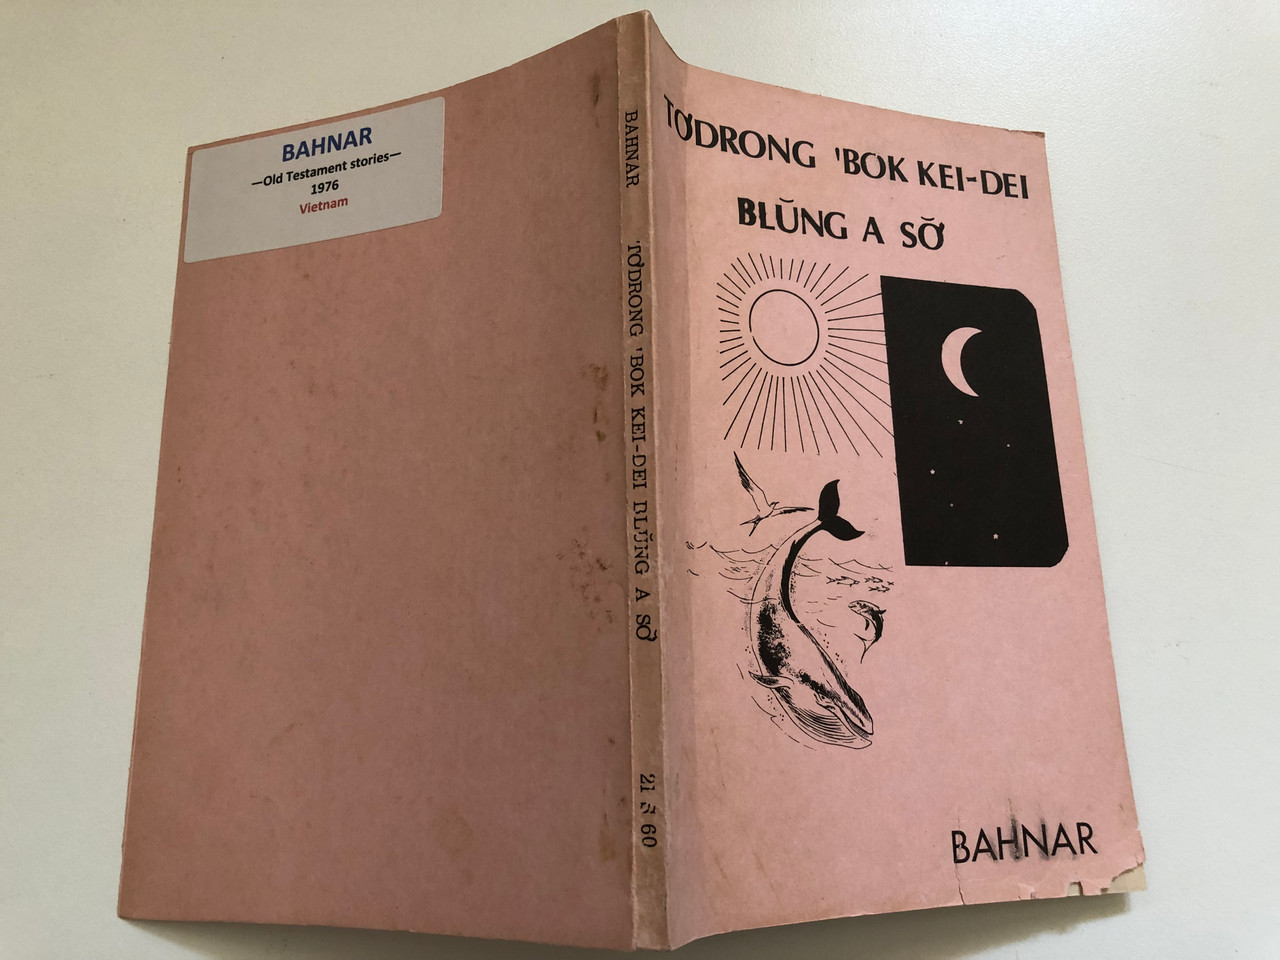 BAHNAR
—Old Testament stories—
1976
Vietnam
BAHNAR TƠDRONG 'BOK KEI-DEI BLŬNG A SƠ̆ 21 S 60
TƠDRONG 'BOK KEI-DEI
BLŬNG A SƠ̆
BAHNAR